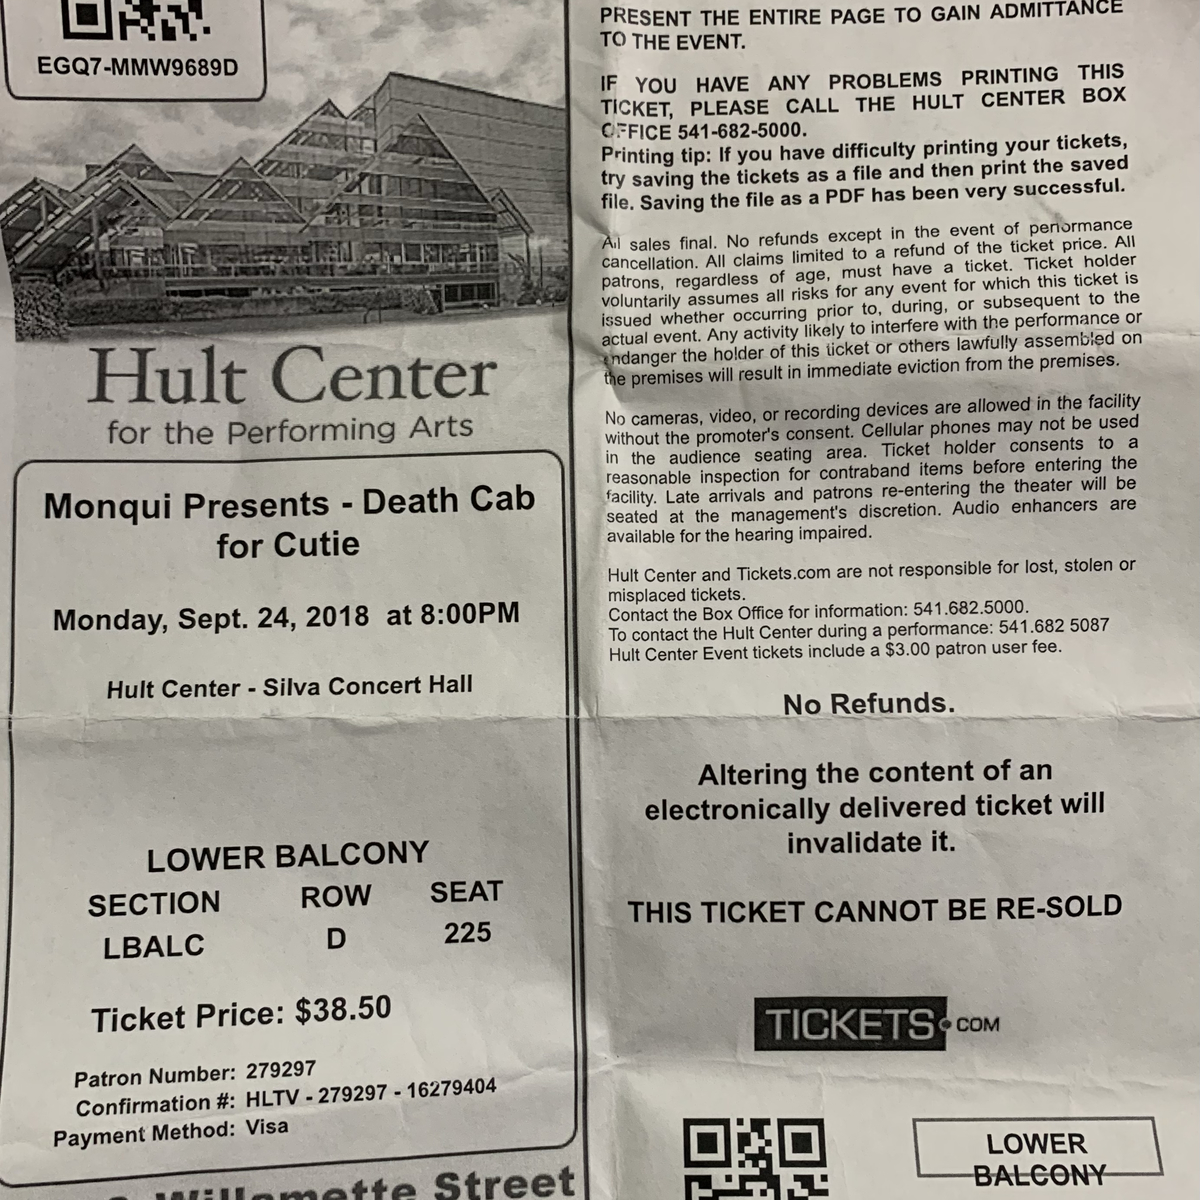 EGQ7-MMW9689D
Hult Center
for the Performing Arts
Monqui Presents - Death Cab
for Cutie
Monday, Sept. 24, 2018 at 8:00PM
Hult Center - Silva Concert Hall
LOWER BALCONY
SECTION ROW SEAT
LBALC D 225
Ticket Price: $38.50
Patron Number: 279297
Confirmation #: HLTV - 279297 - 16279404
Payment Method: Visa
Willamette Street
PRESENT THE ENTIRE PAGE TO GAIN ADMITTANCE
TO THE EVENT.
IF YOU HAVE ANY PROBLEMS PRINTING THIS
TICKET, PLEASE CALL THE HULT CENTER BOX
OFFICE 541-682-5000.
Printing tip: If you have difficulty printing your tickets,
try saving the tickets as a file and then print the saved
file. Saving the file as a PDF has been very successful.
All sales final. No refunds except in the event of performance
cancellation. All claims limited to a refund of the ticket price. All
patrons, regardless of age, must have a ticket. Ticket holder
voluntarily assumes all risks for any event for which this ticket is
issued whether occurring prior to, during, or subsequent to the
actual event. Any activity likely to interfere with the performance or
endanger the holder of this ticket or others lawfully assembled on
the premises will result in immediate eviction from the premises.
No cameras, video, or recording devices are allowed in the facility
without the promoter's consent. Cellular phones may not be used
in the audience seating area. Ticket holder consents to a
reasonable inspection for contraband items before entering the
facility. Late arrivals and patrons re-entering the theater will be
seated at the management's discretion. Audio enhancers are
available for the hearing impaired.
Hult Center and Tickets.com are not responsible for lost, stolen or
misplaced tickets.
Contact the Box Office for information: 541.682.5000.
To contact the Hult Center during a performance: 541.682 5087
Hult Center Event tickets include a $3.00 patron user fee.
No Refunds.
Altering the content of an
electronically delivered ticket will
invalidate it.
THIS TICKET CANNOT BE RE-SOLD
TICKETS.COM
LOWER
BALCONY